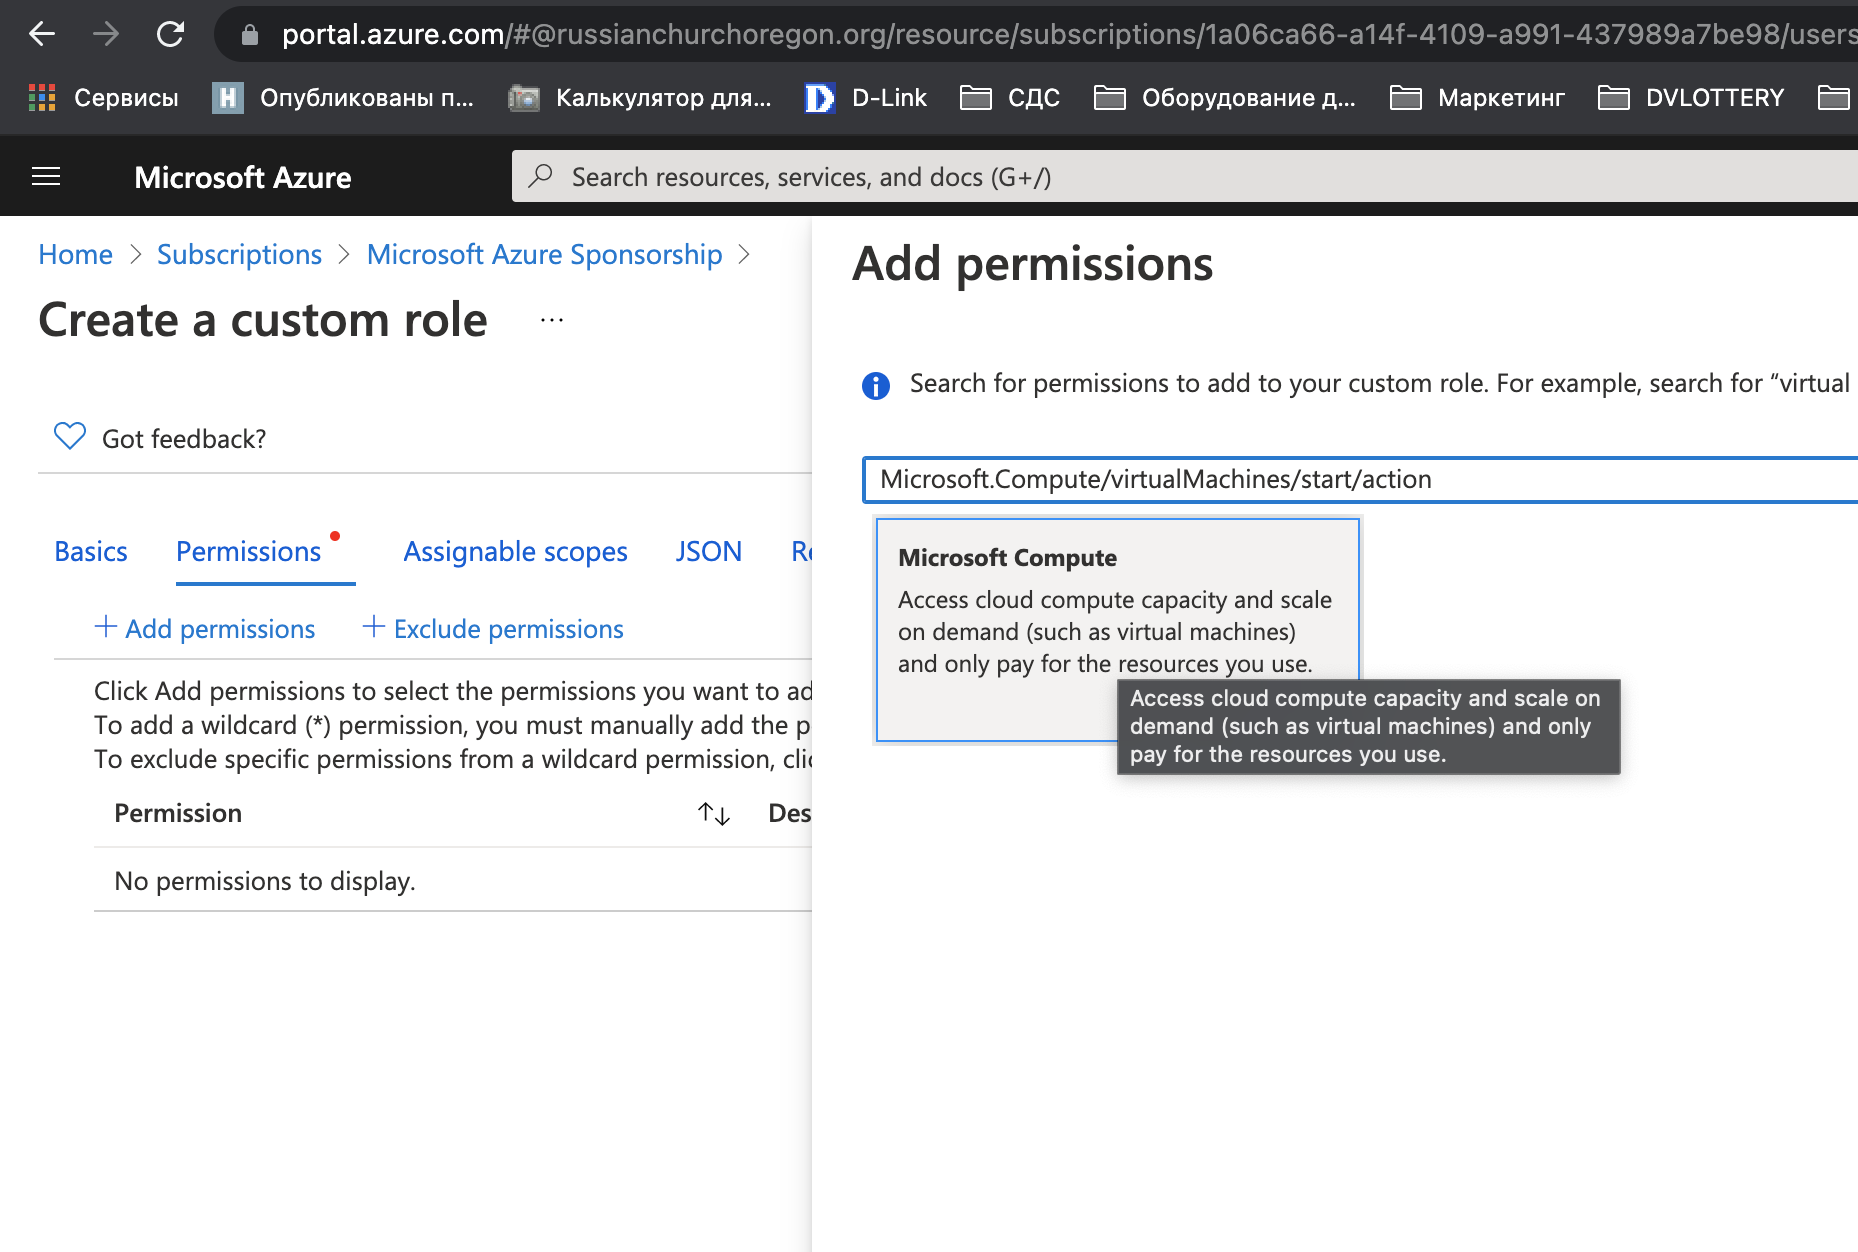 portal.azure.com/#@russianchurchoregon.org/resource/subscriptions/1a06ca66-a14f-4109-a991-437989a7be98/users
Сервисы
H
Опубликованы п...
Калькулятор для...
D
D-Link
СДС
Оборудование д...
Маркетинг
DVLOTTERY
Microsoft Azure
Search resources, services, and docs (G+/)
Home > Subscriptions > Microsoft Azure Sponsorship >
Create a custom role ...
Got feedback?
Basics
Permissions
Assignable scopes
JSON
Re
+ Add permissions
+ Exclude permissions
Click Add permissions to select the permissions you want to ad
To add a wildcard (*) permission, you must manually add the p
To exclude specific permissions from a wildcard permission, clic
Permission ↑↓ Des
No permissions to display.
Add permissions
Search for permissions to add to your custom role. For example, search for “virtual
Microsoft.Compute/virtualMachines/start/action
Microsoft Compute
Access cloud compute capacity and scale
on demand (such as virtual machines)
and only pay for the resources you use.
Access cloud compute capacity and scale on
demand (such as virtual machines) and only
pay for the resources you use.